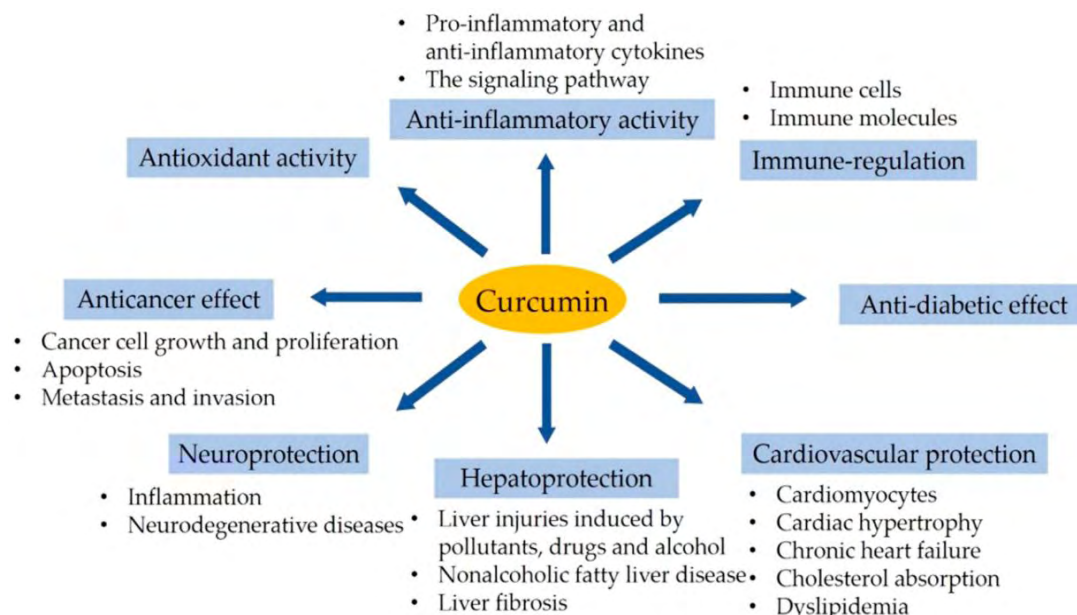 • Pro-inflammatory and
anti-inflammatory cytokines
• The signaling pathway
Anti-inflammatory activity
• Immune cells
• Immune molecules
Immune-regulation
Antioxidant activity
Curcumin
Anticancer effect
• Cancer cell growth and proliferation
• Apoptosis
• Metastasis and invasion
Anti-diabetic effect
Neuroprotection
• Inflammation
• Neurodegenerative diseases
Hepatoprotection
• Liver injuries induced by
pollutants, drugs and alcohol
• Nonalcoholic fatty liver disease
• Liver fibrosis
Cardiovascular protection
• Cardiomyocytes
• Cardiac hypertrophy
• Chronic heart failure
• Cholesterol absorption
• Dyslipidemia